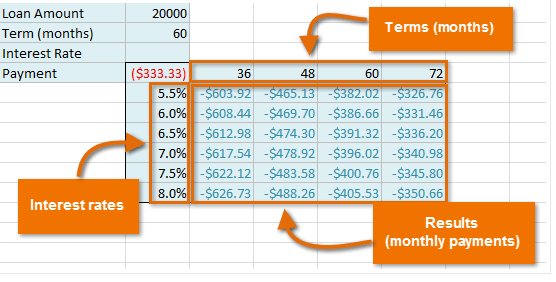 Loan Amount 20000
Term (months) 60
Interest Rate
Payment ($333.33) 36 48 60 72
5.5% -$603.92 -$465.13 -$382.02 -$326.76
6.0% -$608.44 -$469.70 -$386.66 -$331.46
6.5% -$612.98 -$474.30 -$391.32 -$336.20
7.0% -$617.54 -$478.92 -$396.02 -$340.98
7.5% -$622.12 -$483.58 -$400.76 -$345.80
8.0% -$626.73 -$488.26 -$405.53 -$350.66
Terms (months)
Interest rates
Results
(monthly payments)